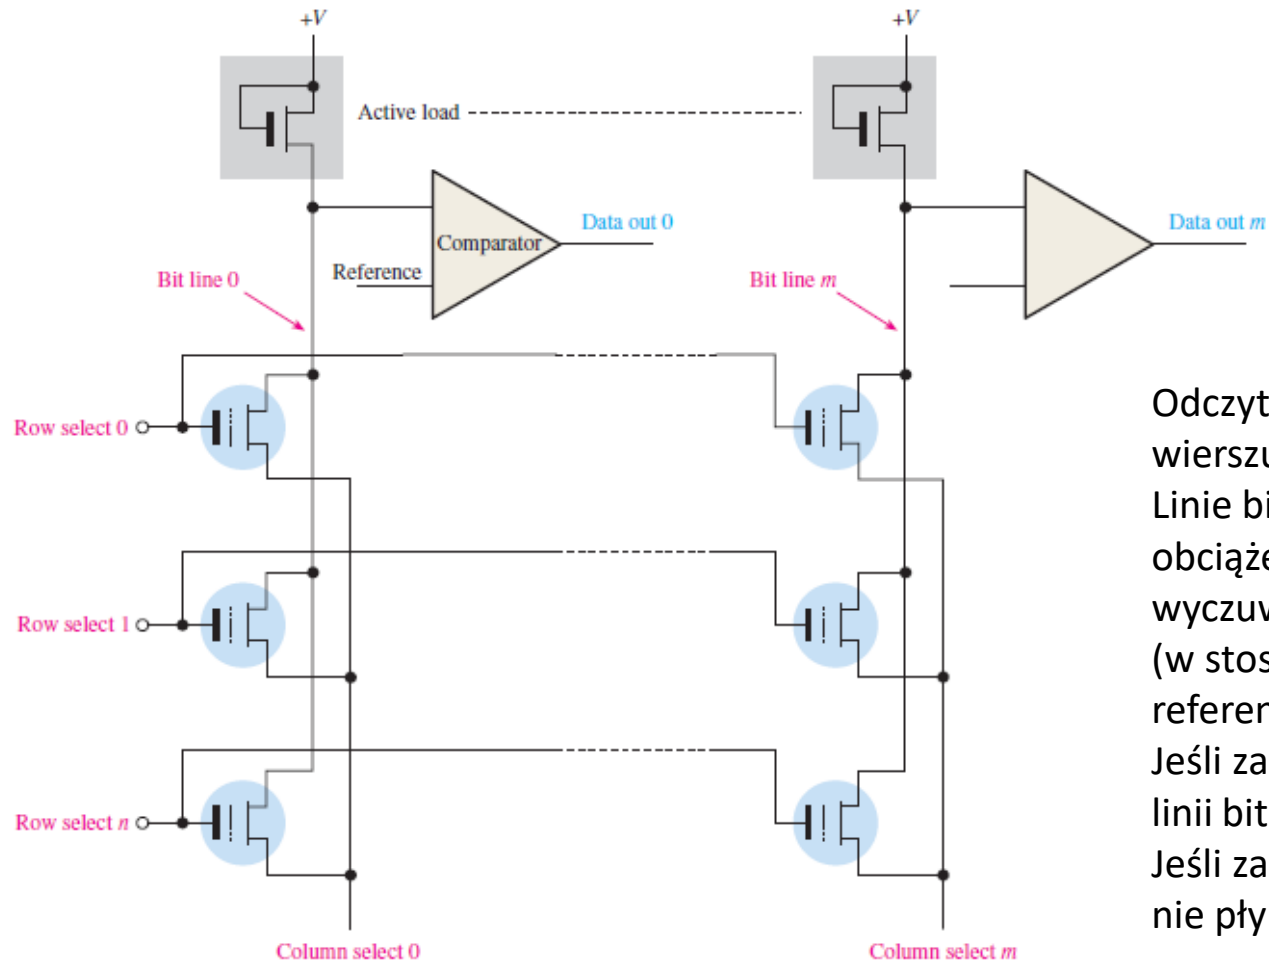 +V
+V
Active load
Data out 0
Data out m
Comparator
Reference
Bit line 0
Bit line m
Row select 0
Row select 1
Row select n
Column select 0
Column select m
Odczyt
wierszu
Linie bi
obciąże
wyczuw
(w stos
referen
Jeśli za
linii bit
Jeśli za
nie pły